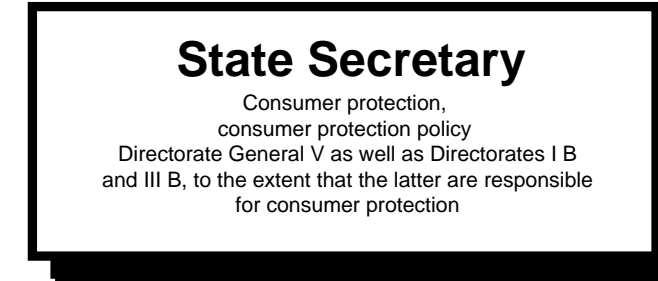 State Secretary
Consumer protection,
consumer protection policy
Directorate General V as well as Directorates I B
and III B, to the extent that the latter are responsible
for consumer protection